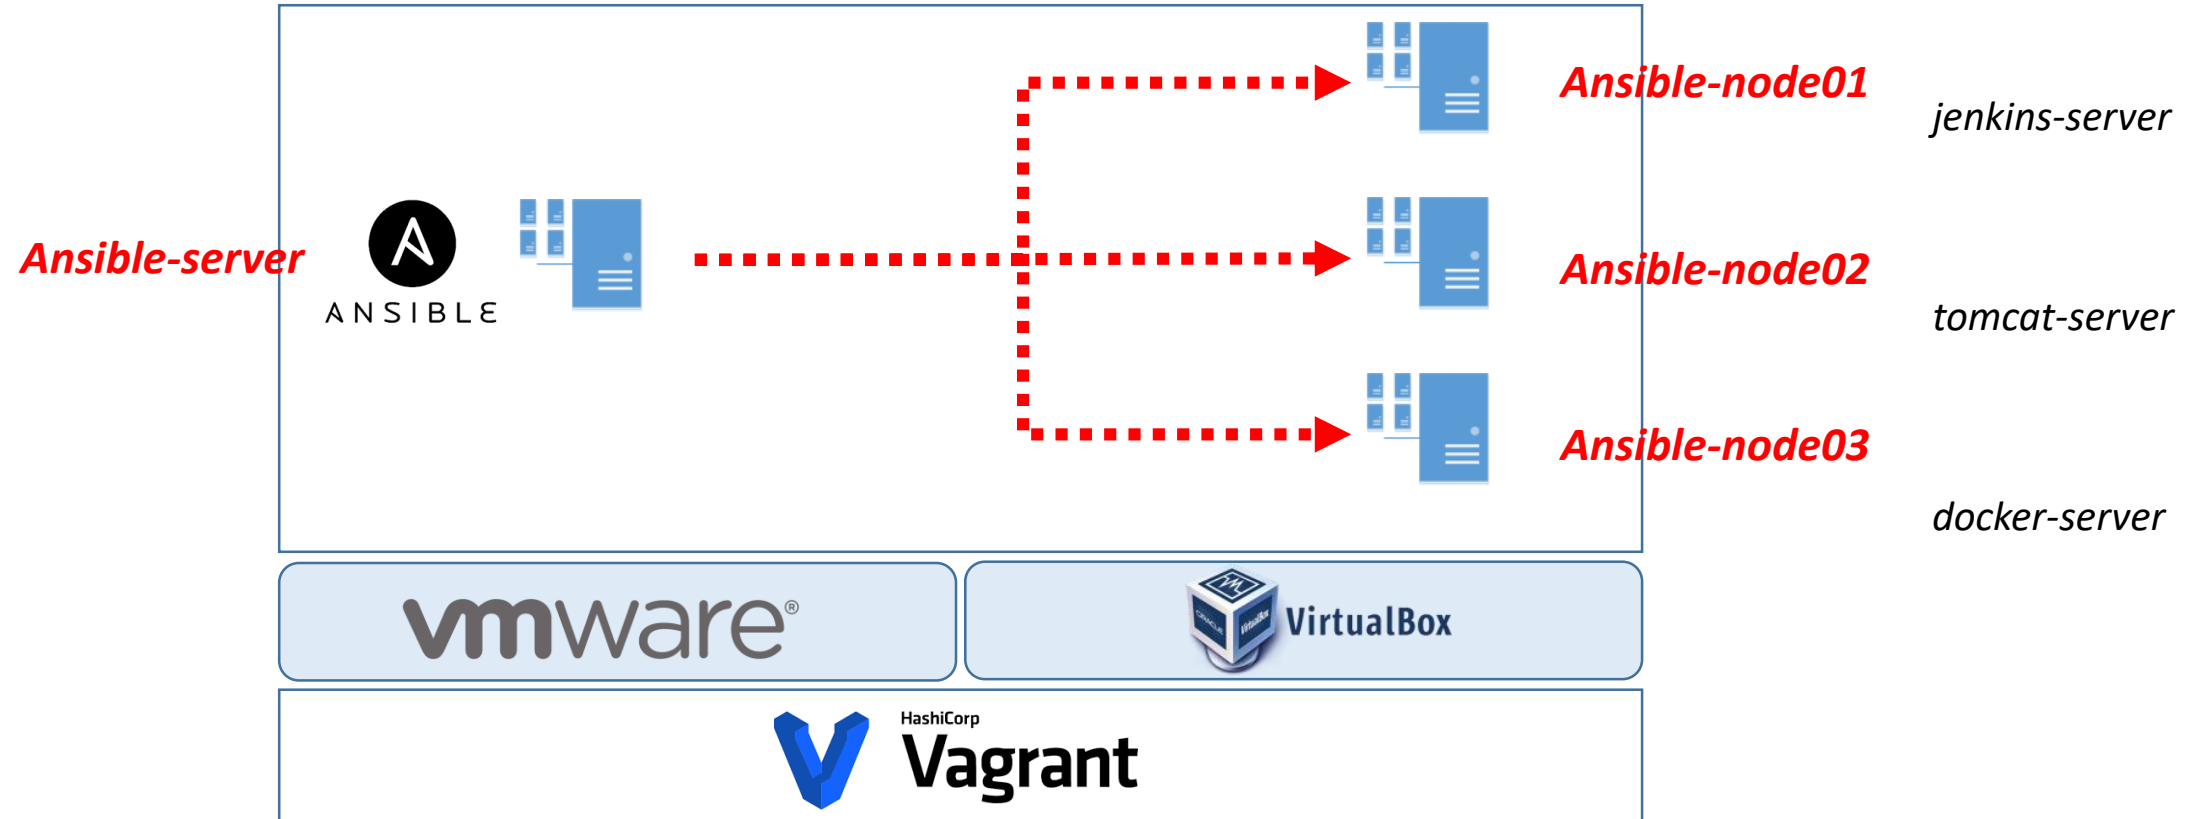 Ansible-node01
jenkins-server
Ansible-server
ANSIBLE
Ansible-node02
tomcat-server
Ansible-node03
docker-server
vmware®
VirtualBox
HashiCorp
Vagrant